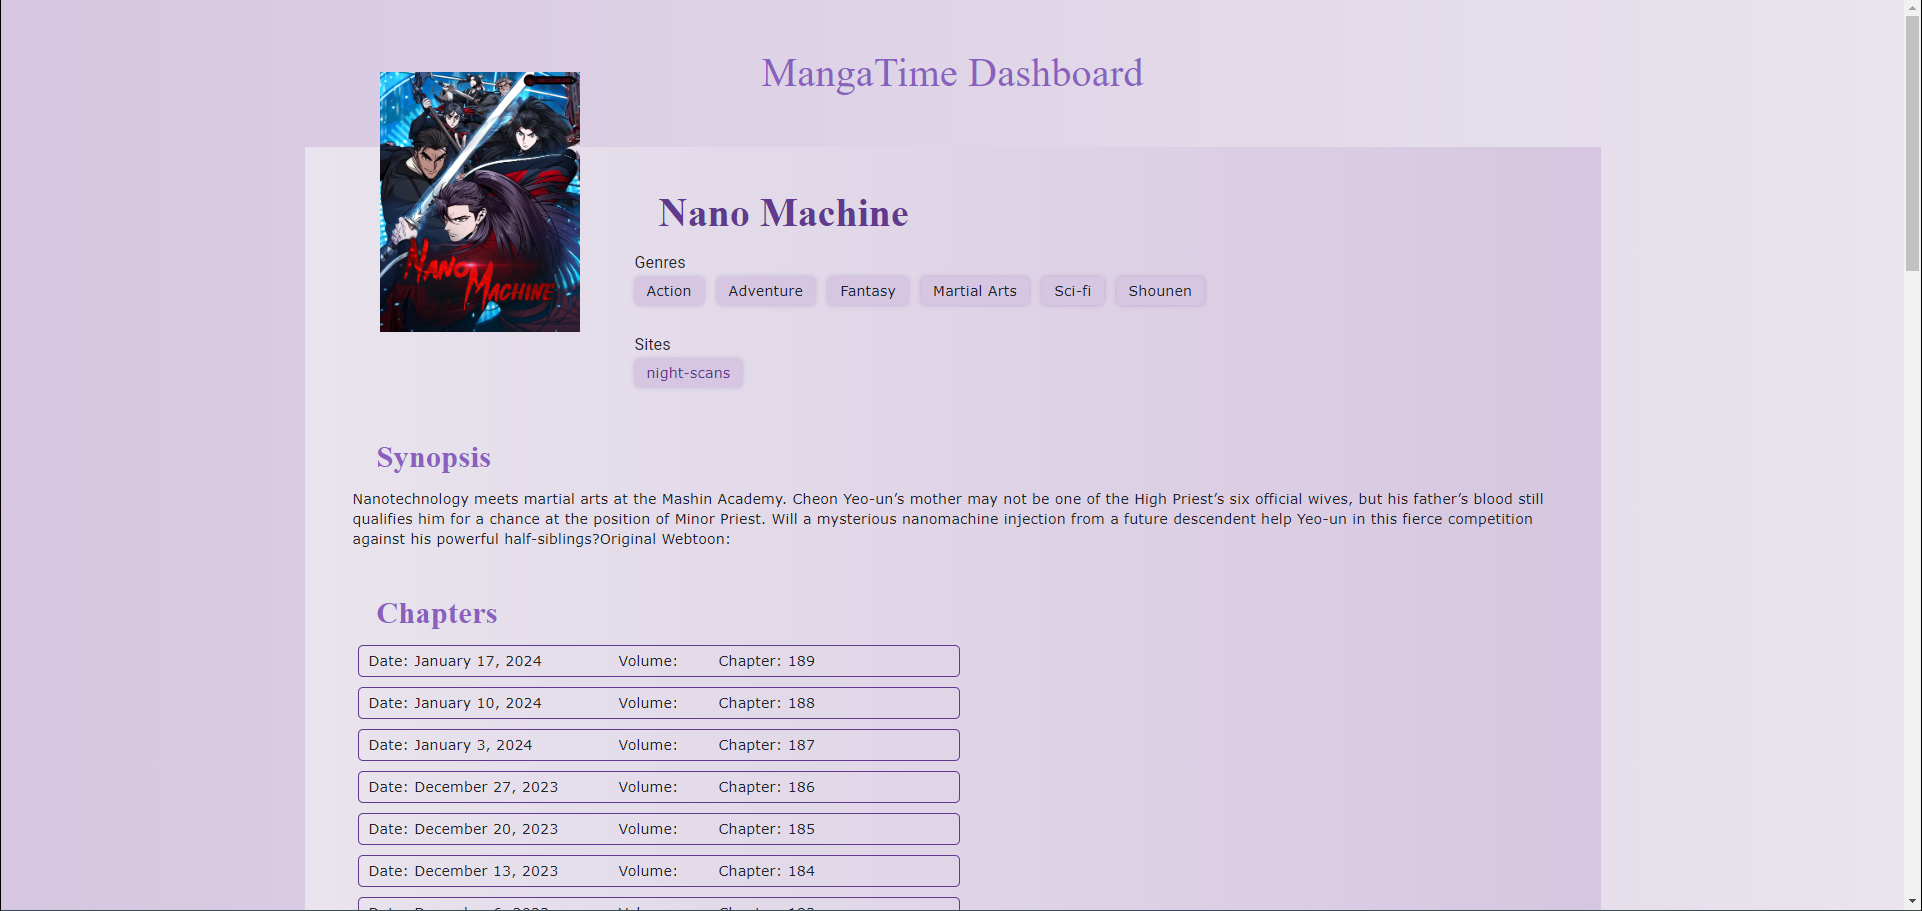 MangaTime Dashboard
NANO
MACHINE
Nano Machine
Genres
Action Adventure Fantasy Martial Arts Sci-fi Shounen
Sites
night-scans
Synopsis
Nanotechnology meets martial arts at the Mashin Academy. Cheon Yeo-un’s mother may not be one of the High Priest’s six official wives, but his father’s blood still
qualifies him for a chance at the position of Minor Priest. Will a mysterious nanomachine injection from a future descendent help Yeo-un in this fierce competition
against his powerful half-siblings?Original Webtoon:
Chapters
Date: January 17, 2024 Volume: Chapter: 189
Date: January 10, 2024 Volume: Chapter: 188
Date: January 3, 2024 Volume: Chapter: 187
Date: December 27, 2023 Volume: Chapter: 186
Date: December 20, 2023 Volume: Chapter: 185
Date: December 13, 2023 Volume: Chapter: 184